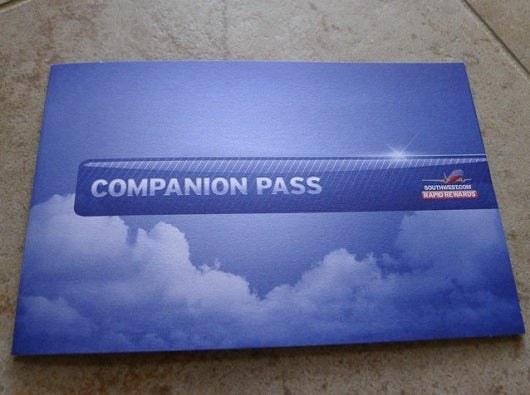 COMPANION PASS
SOUTHWEST.COM
RAPID REWARDS